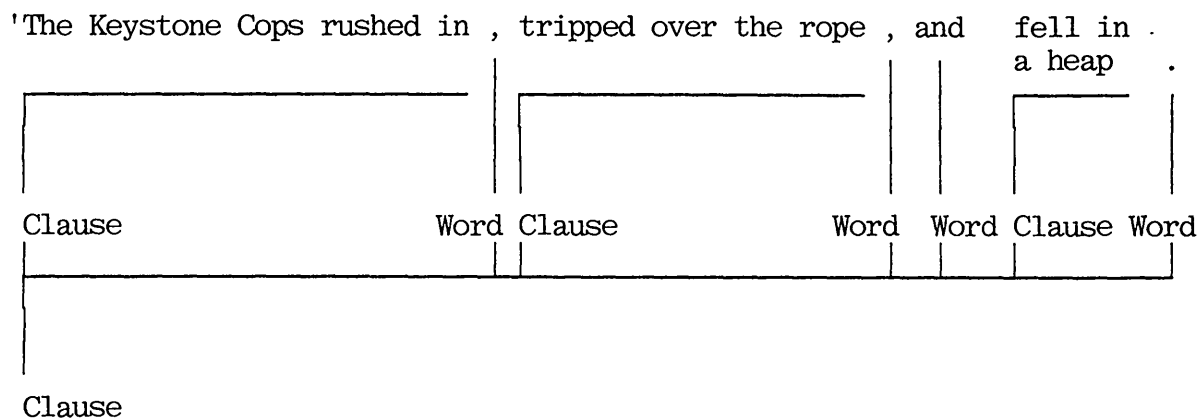 'The Keystone Cops rushed in , tripped over the rope , and fell in .
a heap .
Clause Word Clause Word Word Clause Word
Clause